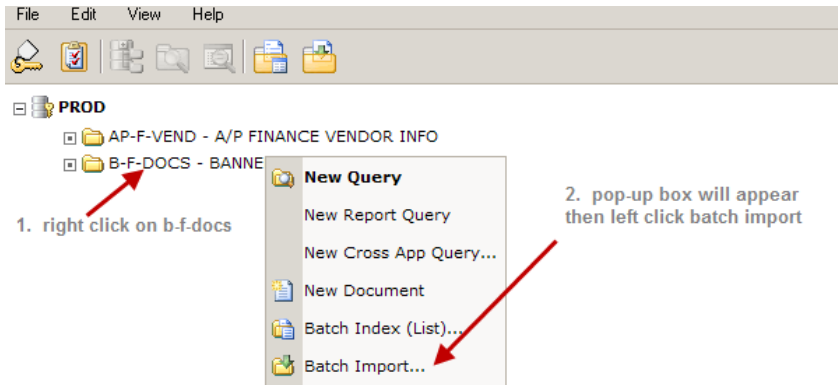 File Edit View Help
PROD
AP-F-VEND - A/P FINANCE VENDOR INFO
B-F-DOCS - BANNE
New Query
1. right click on b-f-docs
2. pop-up box will appear
then left click batch import
New Report Query
New Cross App Query...
New Document
Batch Index (List)...
Batch Import...